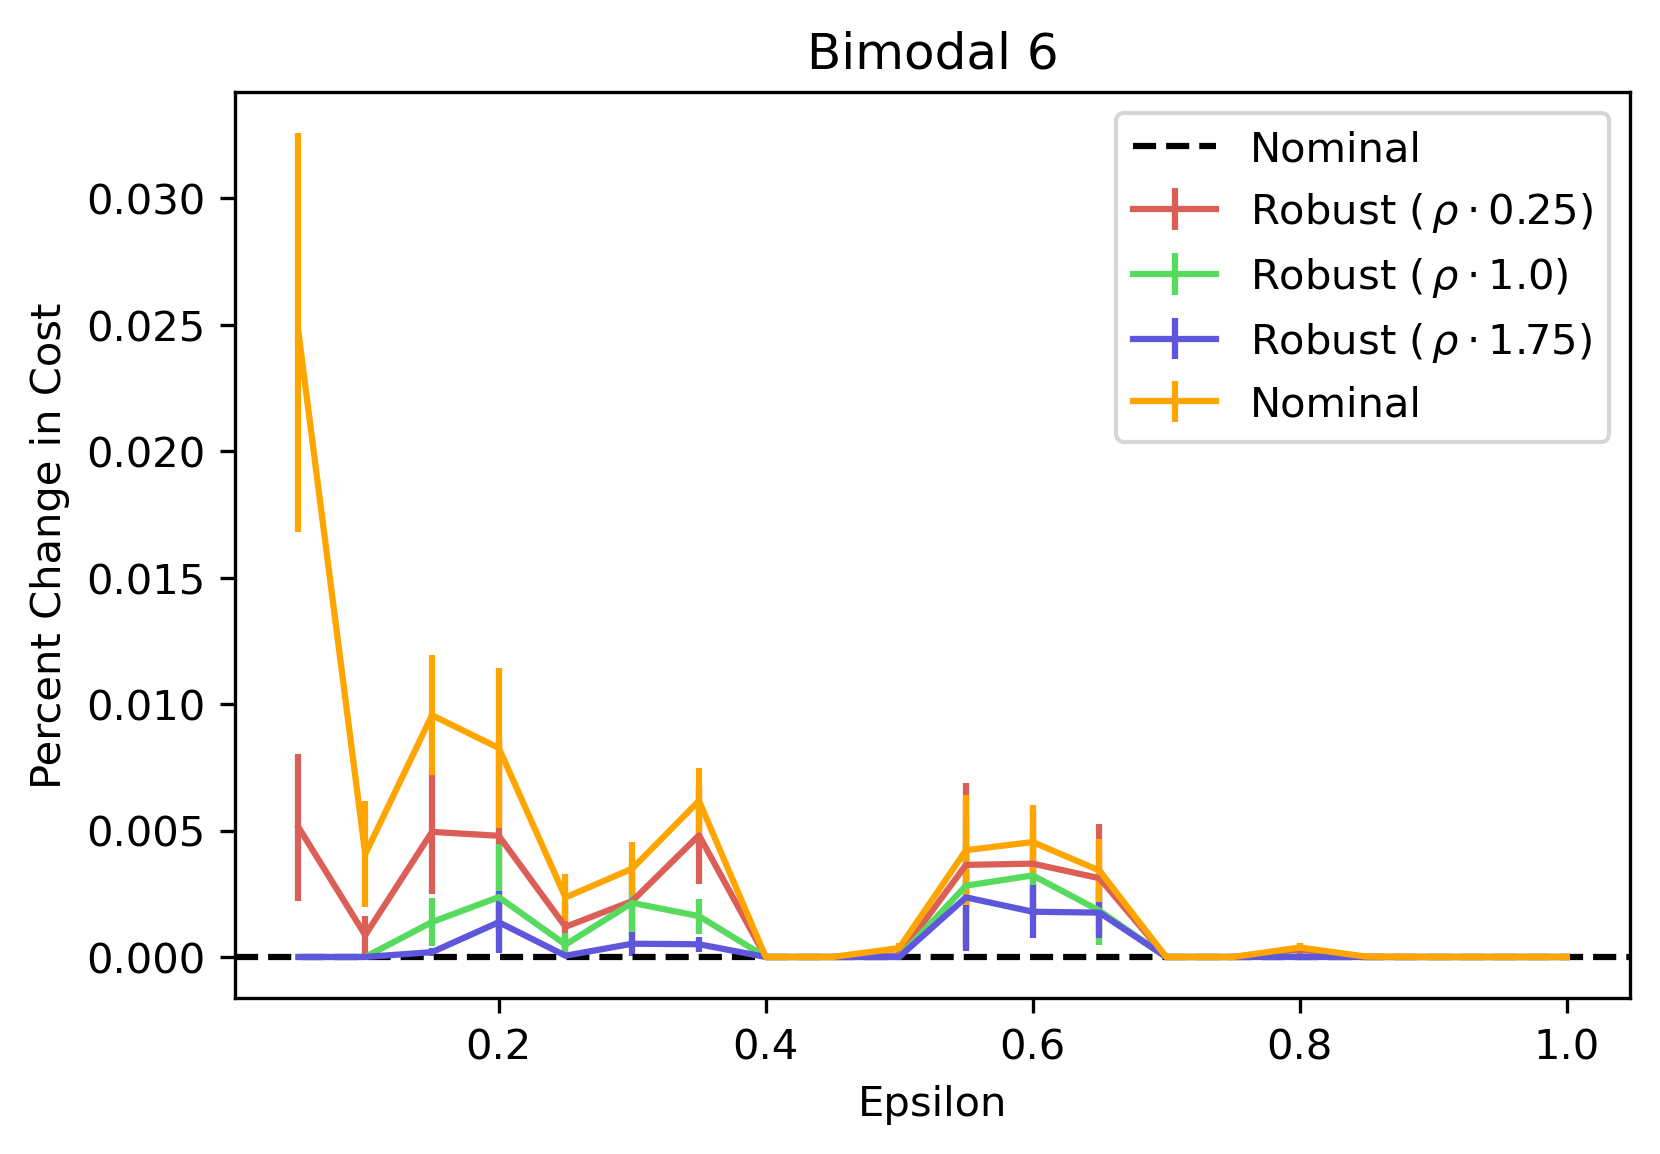 Bimodal 6
Nominal
Robust ( ρ · 0.25)
Robust ( ρ · 1.0)
Robust ( ρ · 1.75)
Nominal
Percent Change in Cost
0.030
0.025
0.020
0.015
0.010
0.005
0.000
0.2 0.4 0.6 0.8 1.0
Epsilon